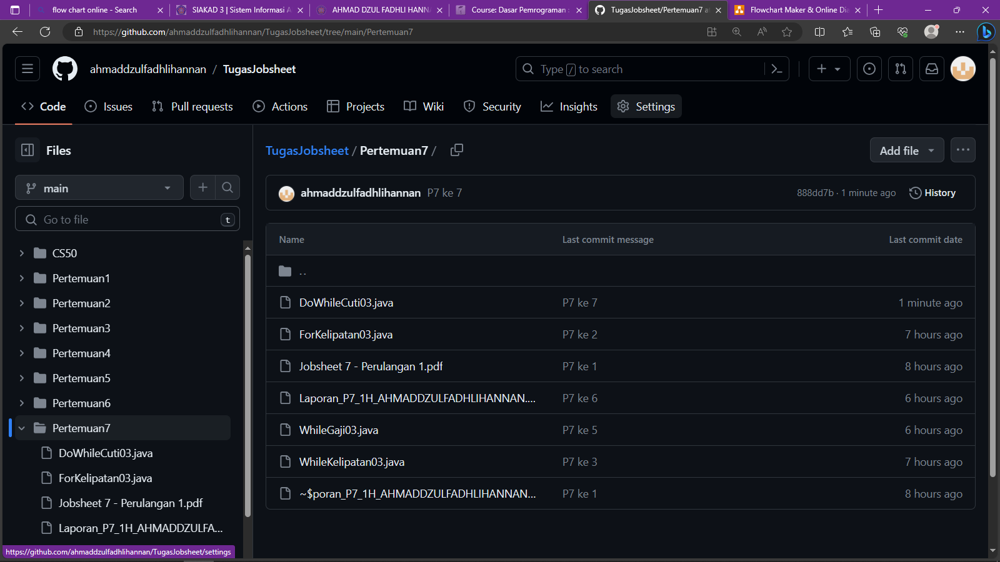 flow chart online - Search
SIAKAD 3 | Sistem Informasi A
AHMAD DZUL FADHLI HANN
Course: Dasar Pemrograman
TugasJobsheet/Pertemuan7 a
Flowchart Maker & Online Dia
https://github.com/ahmaddzulfadhlihannan/TugasJobsheet/tree/main/Pertemuan7
ahmaddzulfadhlihannan / TugasJobsheet
Type / to search
Code
Issues
Pull requests
Actions
Projects
Wiki
Security
Insights
Settings
Files
main
Go to file
t
CS50
Pertemuan1
Pertemuan2
Pertemuan3
Pertemuan4
Pertemuan5
Pertemuan6
Pertemuan7
DoWhileCuti03.java
ForKelipatan03.java
Jobsheet 7 - Perulangan 1.pdf
Laporan_P7_1H_AHMADDZULFA...
https://github.com/ahmaddzulfadhlihannan/TugasJobsheet/settings
TugasJobsheet / Pertemuan7 /
Add file
ahmaddzulfadhlihannan P7 ke 7
888dd7b · 1 minute ago
History
Name Last commit message Last commit date
..
DoWhileCuti03.java P7 ke 7 1 minute ago
ForKelipatan03.java P7 ke 2 7 hours ago
Jobsheet 7 - Perulangan 1.pdf P7 ke 1 8 hours ago
Laporan_P7_1H_AHMADDZULFADHLIHANNAN.... P7 ke 6 6 hours ago
WhileGaji03.java P7 ke 5 6 hours ago
WhileKelipatan03.java P7 ke 3 7 hours ago
~$poran_P7_1H_AHMADDZULFADHLIHANNAN... P7 ke 1 8 hours ago